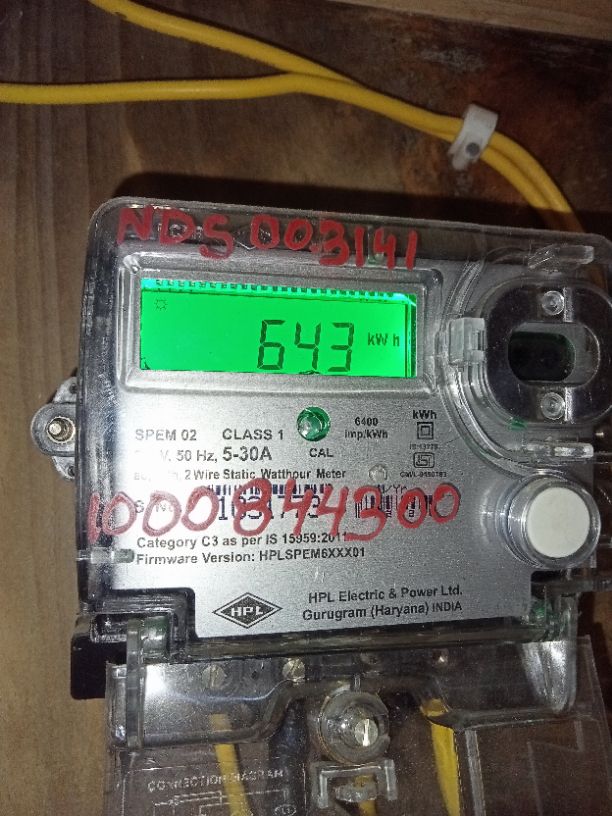 NDS 003141
643 kWh
SPEM 02 CLASS 1
6400 imp/kWh
kWh
V, 50 Hz, 5-30A CAL
2 Wire Static Watthour Meter
1000844300
Category C3 as per IS 15959:2011
Firmware Version: HPLSPEM6XXX01
HPL
HPL Electric & Power Ltd.
Gurugram (Haryana) INDIA
CONNECTION DIAGRAM